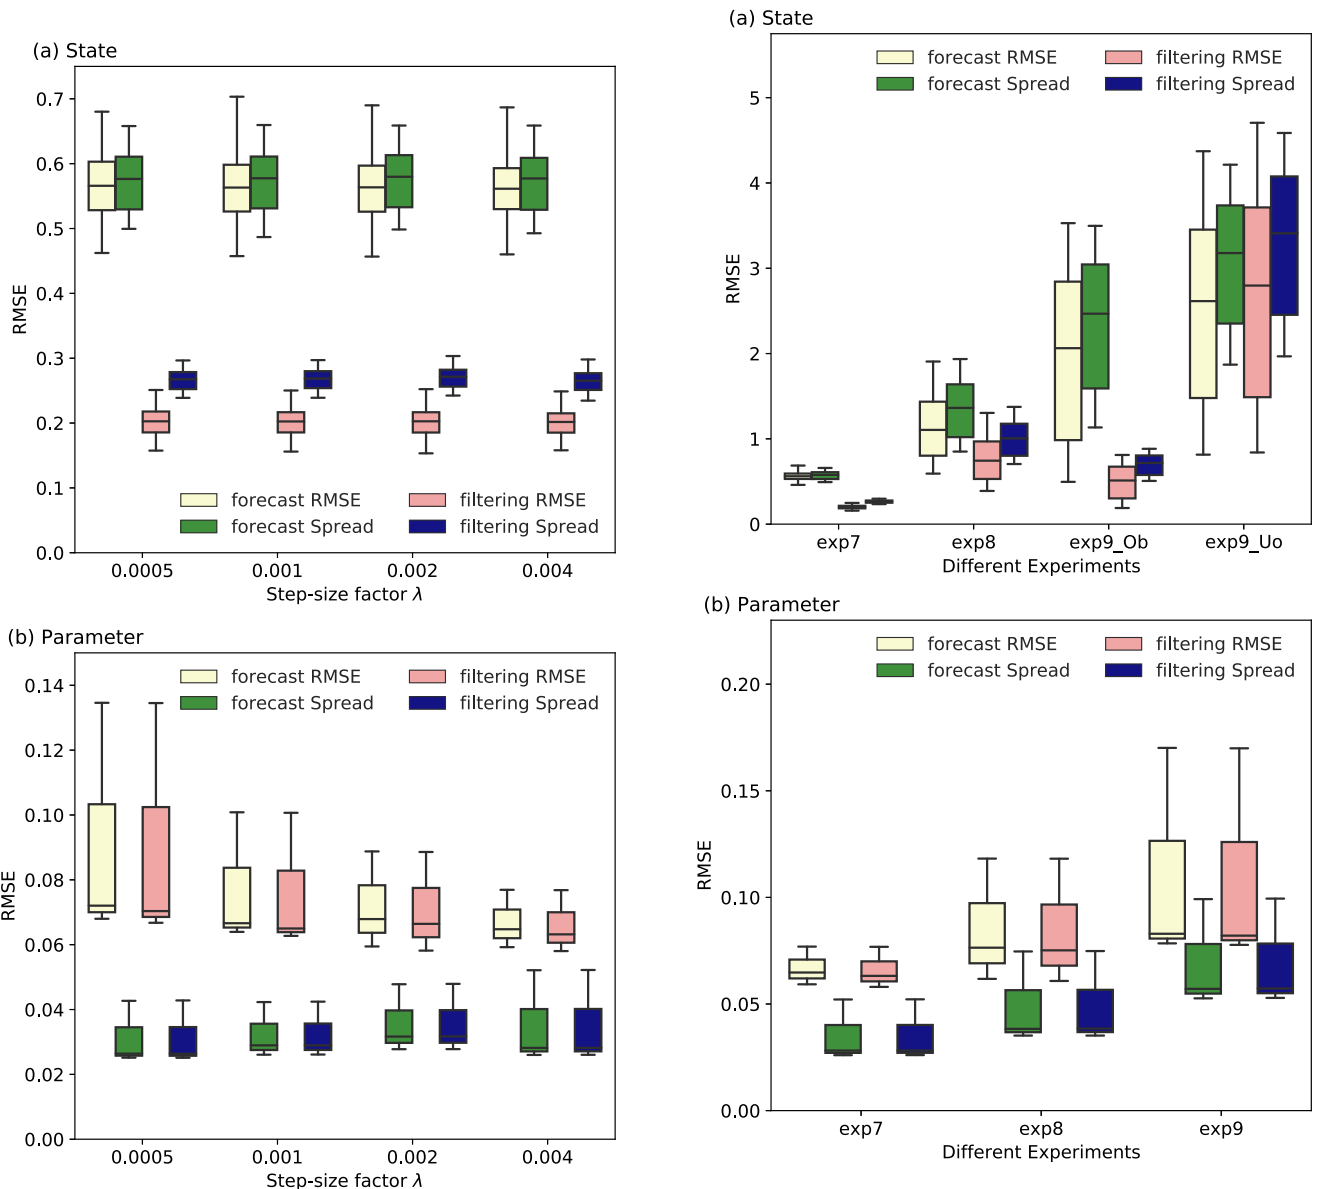 (a) State
RMSE
0.7
0.6
0.5
0.4
0.3
0.2
0.1
0.0
forecast RMSE
forecast Spread
filtering RMSE
filtering Spread
0.0005 0.001 0.002 0.004
Step-size factor λ
(b) Parameter
RMSE
0.14
0.12
0.10
0.08
0.06
0.04
0.02
0.00
forecast RMSE
forecast Spread
filtering RMSE
filtering Spread
0.0005 0.001 0.002 0.004
Step-size factor λ
(a) State
RMSE
5
4
3
2
1
0
forecast RMSE
forecast Spread
filtering RMSE
filtering Spread
exp7 exp8 exp9_Ob exp9_Uo
Different Experiments
(b) Parameter
RMSE
0.20
0.15
0.10
0.05
0.00
forecast RMSE
forecast Spread
filtering RMSE
filtering Spread
exp7 exp8 exp9
Different Experiments